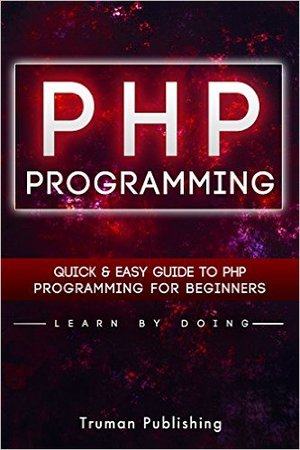 PHP
PROGRAMMING
QUICK & EASY GUIDE TO PHP
PROGRAMMING FOR BEGINNERS
LEARN BY DOING
Truman Publishing